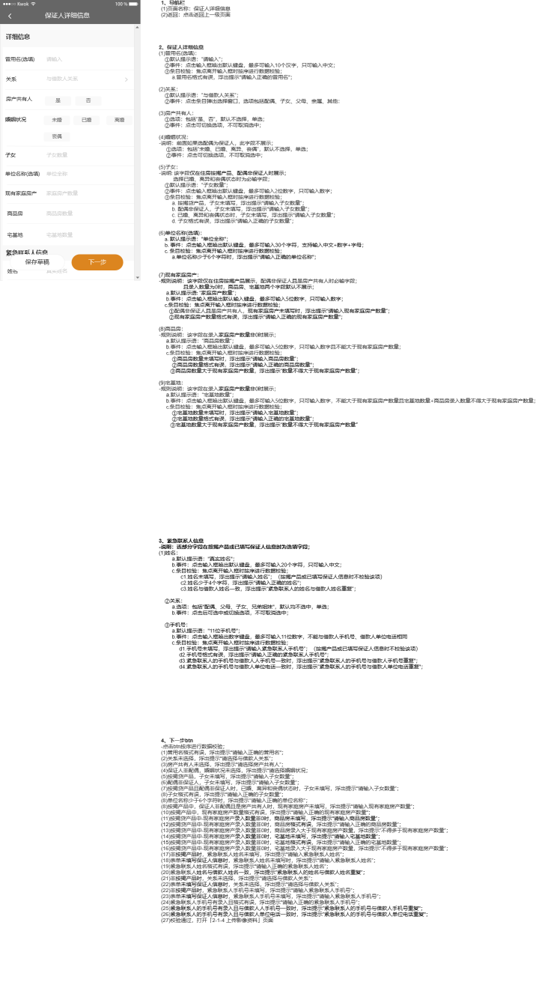 ●●●○○ Kwok 100 %
保证人详细信息
详细信息
曾用名(选填) 请输入
关系 与借款人关系
房产共有人 是 否
婚姻状况 未婚 已婚 离婚
丧偶
子女 子女数量
单位名称(选填) 单位全称
现有家庭房产 家庭房产数量
商品房 商品房数量
宅基地 宅基地数量
紧急联系人信息
保存草稿 下一步
姓名 真实姓名
1、导航栏
(1)页面名称：保证人详细信息
(2)返回：点击返回上一级页面
2、保证人详细信息
(1)曾用名(选填)：
①默认提示语："请输入"；
②事件：点击输入框唤出默认键盘，最多可输入10个汉字，只可输入中文；
③条目校验：焦点离开输入框时按序进行数据校验；
a.曾用名格式有误，浮出提示"请输入正确的曾用名"；
(2)关系：
①默认提示语："与借款人关系"；
②事件：点击条目弹出选择窗口，选项包括配偶、子女、父母、亲属、其他；
(3)房产共有人：
①选项：包括"是、否"，默认不选择，单选；
②事件：点击可切换选项，不可取消选中；
(4)婚姻状况：
-说明：前面如果选配偶为保证人，此字段不展示；
①选项：包括"未婚、已婚、离异、丧偶"，默认不选择，单选；
②事件：点击可切换选项，不可取消选中；
(5)子女：
-说明: 该字段仅在住房按揭产品、配偶非保证人时展示；
选择已婚、离异和丧偶状态时为必输字段；
①默认提示语："子女数量"；
②事件：点击输入框唤出默认键盘，最多可输入2位数字，只可输入数字；
③条目校验：焦点离开输入框时按序进行数据校验；
a. 按揭贷产品，子女未填写，浮出提示"请输入子女数量"；
b. 配偶非保证人，子女未填写，浮出提示"请输入子女数量"；
c. 已婚、离异和丧偶状态时，子女未填写，浮出提示"请输入子女数量"；
d. 子女格式有误，浮出提示"请输入正确的子女数量"；
(6)单位名称(选填)：
a. 默认提示语："单位全称"；
b. 事件：点击输入框唤出默认键盘，最多可输入30个字符，支持输入中文+数字+字母；
c. 条目校验：焦点离开输入框时按序进行数据校验；
a.单位名称少于6个字符时，浮出提示"请输入正确的单位名称"；
(7)现有家庭房产；
-规则说明：该字段仅在住房按揭产品展示，配偶非保证人且是房产共有人时必输字段；
且录入数量为0时，商品房、宅基地两个字段默认不展示；
a.默认提示语: "家庭房产数量"；
b.事件：点击输入框唤出默认输入键盘，最多可输入5位数字，只可输入数字；
c.条目校验：焦点离开输入框时按序进行数据校验；
①配偶非保证人且是房产共有人，现有家庭房产未填写时，浮出提示"请输入现有家庭房产数量"；
②现有家庭房产数量格式有误，浮出提示"请输入正确的现有家庭房产数量"；
(8)商品房：
-规则说明：该字段在录入家庭房产数量非0时展示；
a.默认提示语："商品房数量"；
b.事件：点击输入框唤出默认键盘，最多可输入5位数字，只可输入数字且不能大于现有家庭房产数量；
c.条目校验：焦点离开输入框时按序进行数据校验；
①商品房数量未填写时，浮出提示"请输入商品房数量"；
②商品房数量格式有误，浮出提示"请输入正确的商品房数量"；
③商品房数量大于现有家庭房产数量，浮出提示"数量不得大于现有家庭房产数量"；
(9)宅基地：
-规则说明：该字段在录入家庭房产数量非0时展示；
a.默认提示语："宅基地数量"；
b.事件：点击输入框唤出默认键盘，最多可输入5位数字，只可输入数字，不能大于现有家庭房产数量且宅基地数量+商品房录入数量不得大于现有家庭房产数量；
c.条目校验：焦点离开输入框时按序进行数据校验；
①宅基地数量未填写时，浮出提示"请输入宅基地数量"；
②宅基地数量格式有误，浮出提示"请输入正确的宅基地数量"；
③宅基地数量大于现有家庭房产数量，浮出提示"数量不得大于现有家庭房产数量"
3、紧急联系人信息
-说明：该部分字段在按揭产品或已填写保证人信息时为选填字段；
(1)姓名：
a.默认提示语："真实姓名"；
b.事件：点击输入框唤出默认键盘，最多可输入20个字符，只可输入中文；
c.条目校验：焦点离开输入框时按序进行数据校验；
c1.姓名未填写，浮出提示"请输入姓名"；（按揭产品或已填写保证人信息时不校验该项）
c2.姓名少于4个字符，浮出提示"请输入正确的姓名"；
c3.姓名与借款人姓名一致，浮出提示"紧急联系人的姓名与借款人姓名重复"；
②关系：
a.选项：包括"配偶、父母、子女、兄弟姐妹"，默认均不选中，单选；
b.事件：点击后可选中或切换选项，不可取消选中；
③手机号：
a.默认提示语："11位手机号"；
b.事件：点击输入框唤出数字键盘，最多可输入11位数字，不能与借款人手机号、借款人单位电话相同
c.条目校验：焦点离开输入框时按序进行数据校验；
d1.手机号未填写，浮出提示"请输入紧急联系人手机号"；（按揭产品或已填写保证人信息时不校验该项）
d2.手机号格式有误，浮出提示"请输入正确的紧急联系人手机号"；
d3.紧急联系人的手机号与借款人人手机号一致时，浮出提示"紧急联系人的手机号与借款人手机号重复"；
d4.紧急联系人的手机号与借款人单位电话一致时，浮出提示"紧急联系人的手机号与借款人单位电话重复"；
4、下一步btn
-点击btn按序进行数据校验；
(1)曾用名格式有误，浮出提示"请输入正确的曾用名"；
(2)关系未选择，浮出提示"请选择与借款人关系"；
(3)房产共有人未选择，浮出提示"请选择房产共有人"；
(4)保证人非配偶，婚姻状况未选择，浮出提示"请选择婚姻状况；
(5)按揭贷产品，子女未填写，浮出提示"请输入子女数量"；
(6)配偶非保证人，子女未填写，浮出提示"请输入子女数量"；
(7)按揭贷产品且配偶非保证人时，已婚、离异和丧偶状态时，子女未填写，浮出提示"请输入子女数量"；
(8)子女格式有误，浮出提示"请输入正确的子女数量"；
(8)单位名称少于6个字符时，浮出提示"请输入正确的单位名称"；
(8)按揭产品中，保证人非配偶且是房产共有人时，现有家庭房产未填写，浮出提示"请输入现有家庭房产数量"；
(10)按揭产品中，现有家庭房产数量格式有误，浮出提示"请输入正确的现有家庭房产数量"；
(11)按揭贷产品中-现有家庭房产录入数量非0时，商品房未填写，浮出提示"请输入商品房数量"；
(12)按揭贷产品中-现有家庭房产录入数量非0时，商品房格式有误，浮出提示"请输入正确的商品房数量"；
(13)按揭贷产品中-现有家庭房产录入数量非0时，商品房录入大于现有家庭房产数量，浮出提示"不得多于现有家庭房产数量"；
(14)按揭贷产品中-现有家庭房产录入数量非0时，宅基地未填写，浮出提示"请输入宅基地数量"；
(15)按揭贷产品中-现有家庭房产录入数量非0时，宅基地格式有误，浮出提示"请输入正确的宅基地数量"；
(16)按揭贷产品中-现有家庭房产录入数量非0时，宅基地录入大于现有家庭房产数量，浮出提示"不得多于现有家庭房产数量"；
(17)非按揭产品时，紧急联系人姓名未填写，浮出提示"请输入紧急联系人姓名"；
(18)表单未填写保证人信息时，紧急联系人姓名未填写时，浮出提示"请输入紧急联系人姓名"；
(19)紧急联系人姓名格式有误，浮出提示"请输入正确的紧急联系人姓名"；
(20)紧急联系人姓名与借款人姓名一致，浮出提示"紧急联系人的姓名与借款人姓名重复"；
(21)非按揭产品时，关系未选择，浮出提示"请选择与借款人关系"；
(22)表单未填写保证人信息时，关系未选择，浮出提示"请选择与借款人关系"；
(22)非按揭产品时，紧急联系人手机号未填写，浮出提示"请输入紧急联系人手机号"；
(23)表单未填写保证人信息时，紧急联系人手机号未填写，浮出提示"请输入紧急联系人手机号"；
(24)紧急联系人手机号有录入且格式有误，浮出提示"请输入正确的紧急联系人手机号"；
(25)紧急联系人的手机号有录入且与借款人人手机号一致时，浮出提示"紧急联系人的手机号与借款人手机号重复"；
(26)紧急联系人的手机号有录入且与借款人单位电话一致时，浮出提示"紧急联系人的手机号与借款人单位电话重复"；
(27)校验通过，打开「2-1-4 上传影像资料」页面